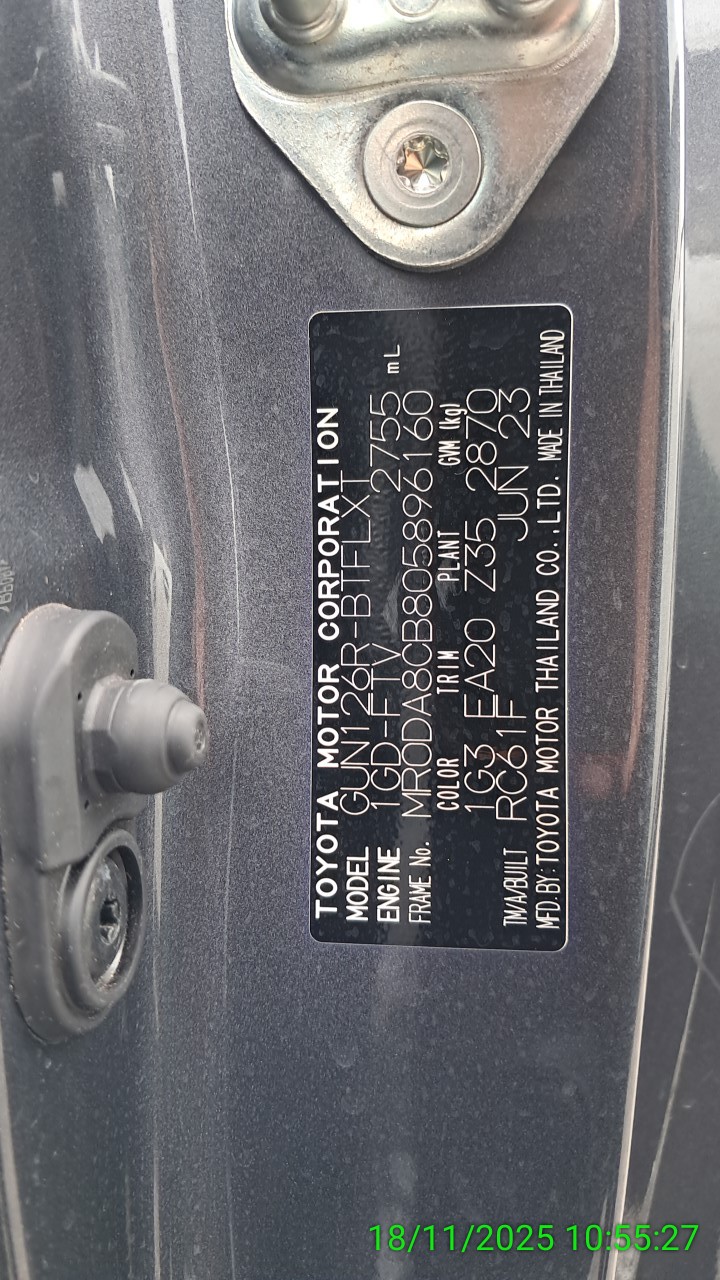 TOYOTA MOTOR CORPORATION
MODEL GUN126R-BTFLXT
ENGINE 1GD-FTV 2755 mL
FRAME No. MR0DA8CB805896160
COLOR TRIM PLANT GVM (kg)
1G3 EA20 Z35 2870
TM/A/BUILT RC61F JUN 23
MFD.BY:TOYOTA MOTOR THAILAND CO.,LTD. MADE IN THAILAND
18/11/2025 10:55:27